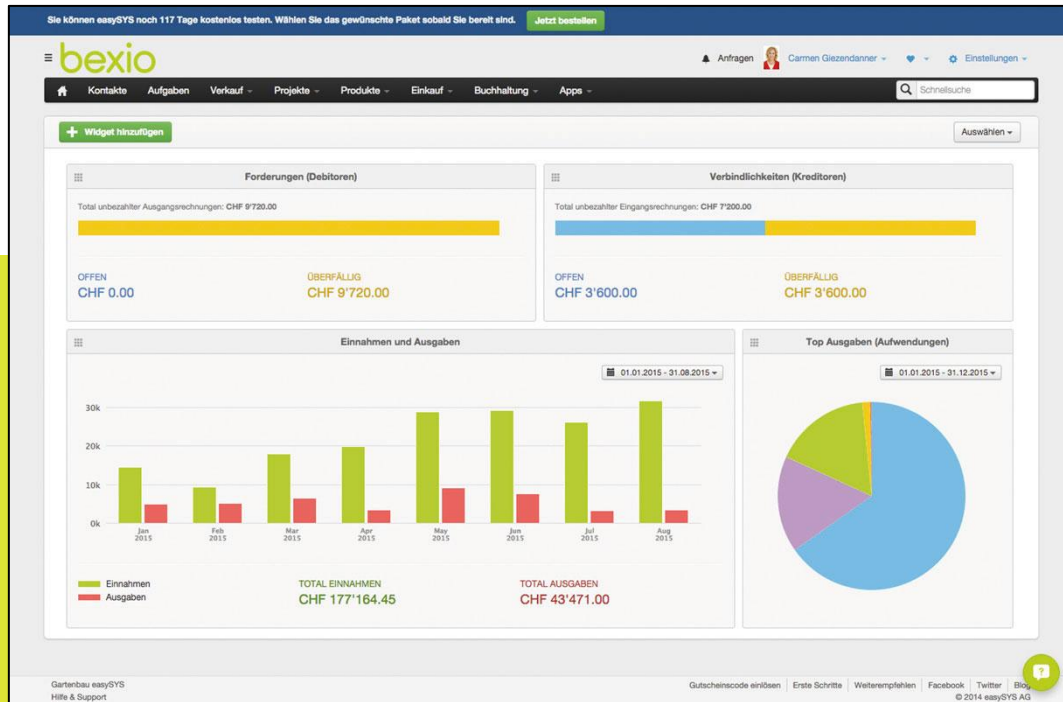 Sie können easySYS noch 117 Tage kostenlos testen. Wählen Sie das gewünschte Paket sobald Sie bereit sind. Jetzt bestellen
bexio
Anfragen Carmen Giezendanner Einstellungen
Kontakte Aufgaben Verkauf Projekte Produkte Einkauf Buchhaltung Apps Schnellsuche
Widget hinzufügen Auswählen
Forderungen (Debitoren)
Total unbezahlter Ausgangsrechnungen: CHF 9'720.00
OFFEN ÜBERFÄLLIG
CHF 0.00 CHF 9'720.00
Verbindlichkeiten (Kreditoren)
Total unbezahlter Eingangsrechnungen: CHF 7'200.00
OFFEN ÜBERFÄLLIG
CHF 3'600.00 CHF 3'600.00
Einnahmen und Ausgaben
01.01.2015 - 31.08.2015
30k
20k
10k
0k
Jan Feb Mar Apr May Jun Jul Aug
2015 2015 2015 2015 2015 2015 2015 2015
Einnahmen TOTAL EINNAHMEN TOTAL AUSGABEN
Ausgaben CHF 177'164.45 CHF 43'471.00
Top Ausgaben (Aufwendungen)
01.01.2015 - 31.12.2015
Gartenbau easySYS
Hilfe & Support
Gutscheinscode einlösen Erste Schritte Weiterempfehlen Facebook Twitter Blog
© 2014 easySYS AG